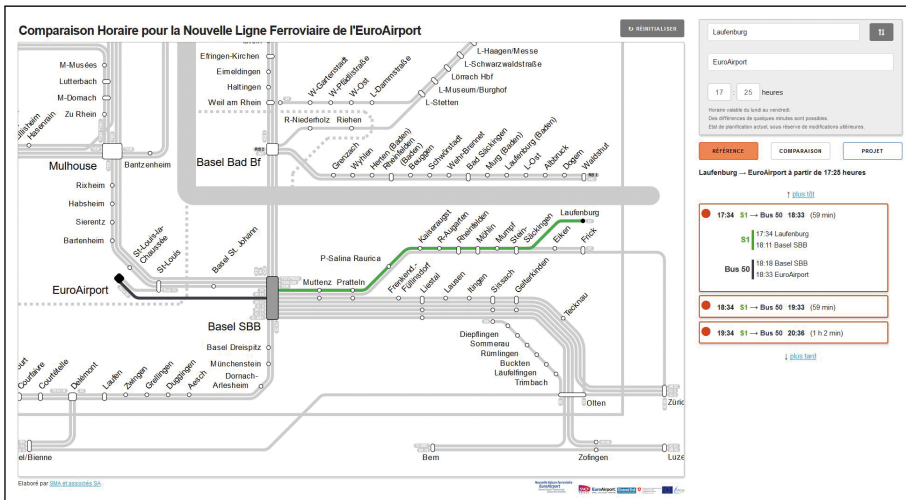 Comparaison Horaire pour la Nouvelle Ligne Ferroviaire de l'EuroAirport
↻ RÉINITIALISER
Efringen-Kirchen
Eimeldingen
Haltingen
Weil am Rhein
M-Musées
Lutterbach
M-Dornach
Zu Rhein
Hasenrain
Mulhouse
Bantzenheim
Rixheim
Habsheim
Sierentz
Bartenheim
St-Louis-la-
Chaussée
St-Louis
Basel St. Johann
EuroAirport
Basel Bad Bf
W-Gartenstadt
W-Pfädlistraße
W-Ost
L-Dammstraße
L-Haagen/Messe
L-Schwarzwaldstraße
Lörrach Hbf
L-Museum/Burghof
L-Stetten
R-Niederholz
Riehen
Grenzach
Wyhlen
Herten (Baden)
Rheinfelden
(Baden)
Beuggen
Schwörstadt
Wehr-Brennet
Bad Säckingen
Murg (Baden)
Laufenburg (Baden)
L-Ost
Albbruck
Dogern
Waldshut
P-Salina Raurica
Kaiseraugst
R-Augarten
Rheinfelden
Möhlin
Mumpf
Stein-
Säckingen
Laufenburg
Eiken
Frick
Muttenz
Pratteln
Frenkend.-
Füllinsdorf
Liestal
Lausen
Itingen
Sissach
Gelterkinden
Tecknau
Basel SBB
Basel Dreispitz
Münchenstein
Dornach-
Arlesheim
Courfaivre
Courtételle
Delémont
Laufen
Zwingen
Grellingen
Duggingen
Aesch
Diepflingen
Sommerau
Rümlingen
Buckten
Läufelfingen
Trimbach
Olten
Züric
el/Bienne
Bern
Zofingen
Luze
Elaboré par SMA et associés SA
EuroAirport
Laufenburg
EuroAirport
17 : 25 heures
Horaire valable du lundi au vendredi.
Des différences de quelques minutes sont possibles.
Etat de planification actuel, sous réserve de modifications ultérieures.
RÉFÉRENCE COMPARAISON PROJET
Laufenburg → EuroAirport à partir de 17:25 heures
↑ plus tôt
17:34 S1 → Bus 50 18:33 (59 min)
S1
17:34 Laufenburg
18:11 Basel SBB
Bus 50
18:18 Basel SBB
18:33 EuroAirport
18:34 S1 → Bus 50 19:33 (59 min)
19:34 S1 → Bus 50 20:36 (1 h 2 min)
↓ plus tard